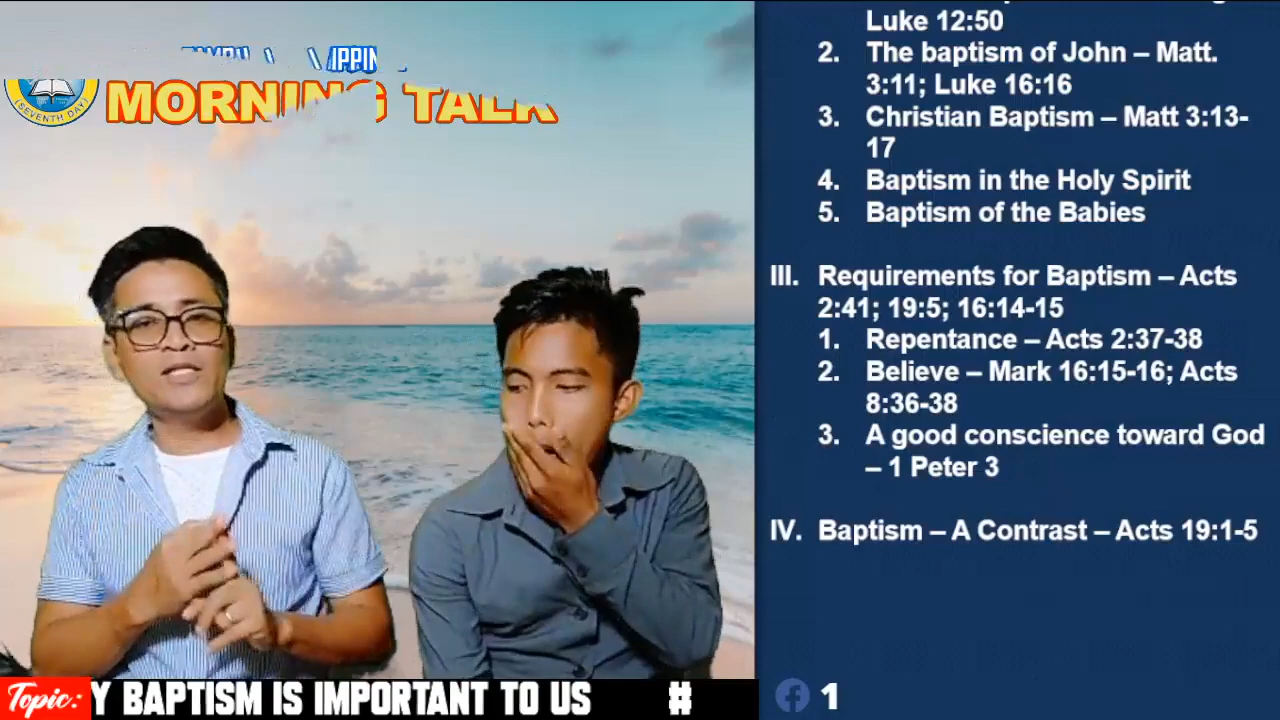 MORNING TALK
(SEVENTH DAY)
Luke 12:50
2. The baptism of John – Matt.
3:11; Luke 16:16
3. Christian Baptism – Matt 3:13-
17
4. Baptism in the Holy Spirit
5. Baptism of the Babies
III. Requirements for Baptism – Acts
2:41; 19:5; 16:14-15
1. Repentance – Acts 2:37-38
2. Believe – Mark 16:15-16; Acts
8:36-38
3. A good conscience toward God
– 1 Peter 3
IV. Baptism – A Contrast – Acts 19:1-5
1
Topic: Y BAPTISM IS IMPORTANT TO US #